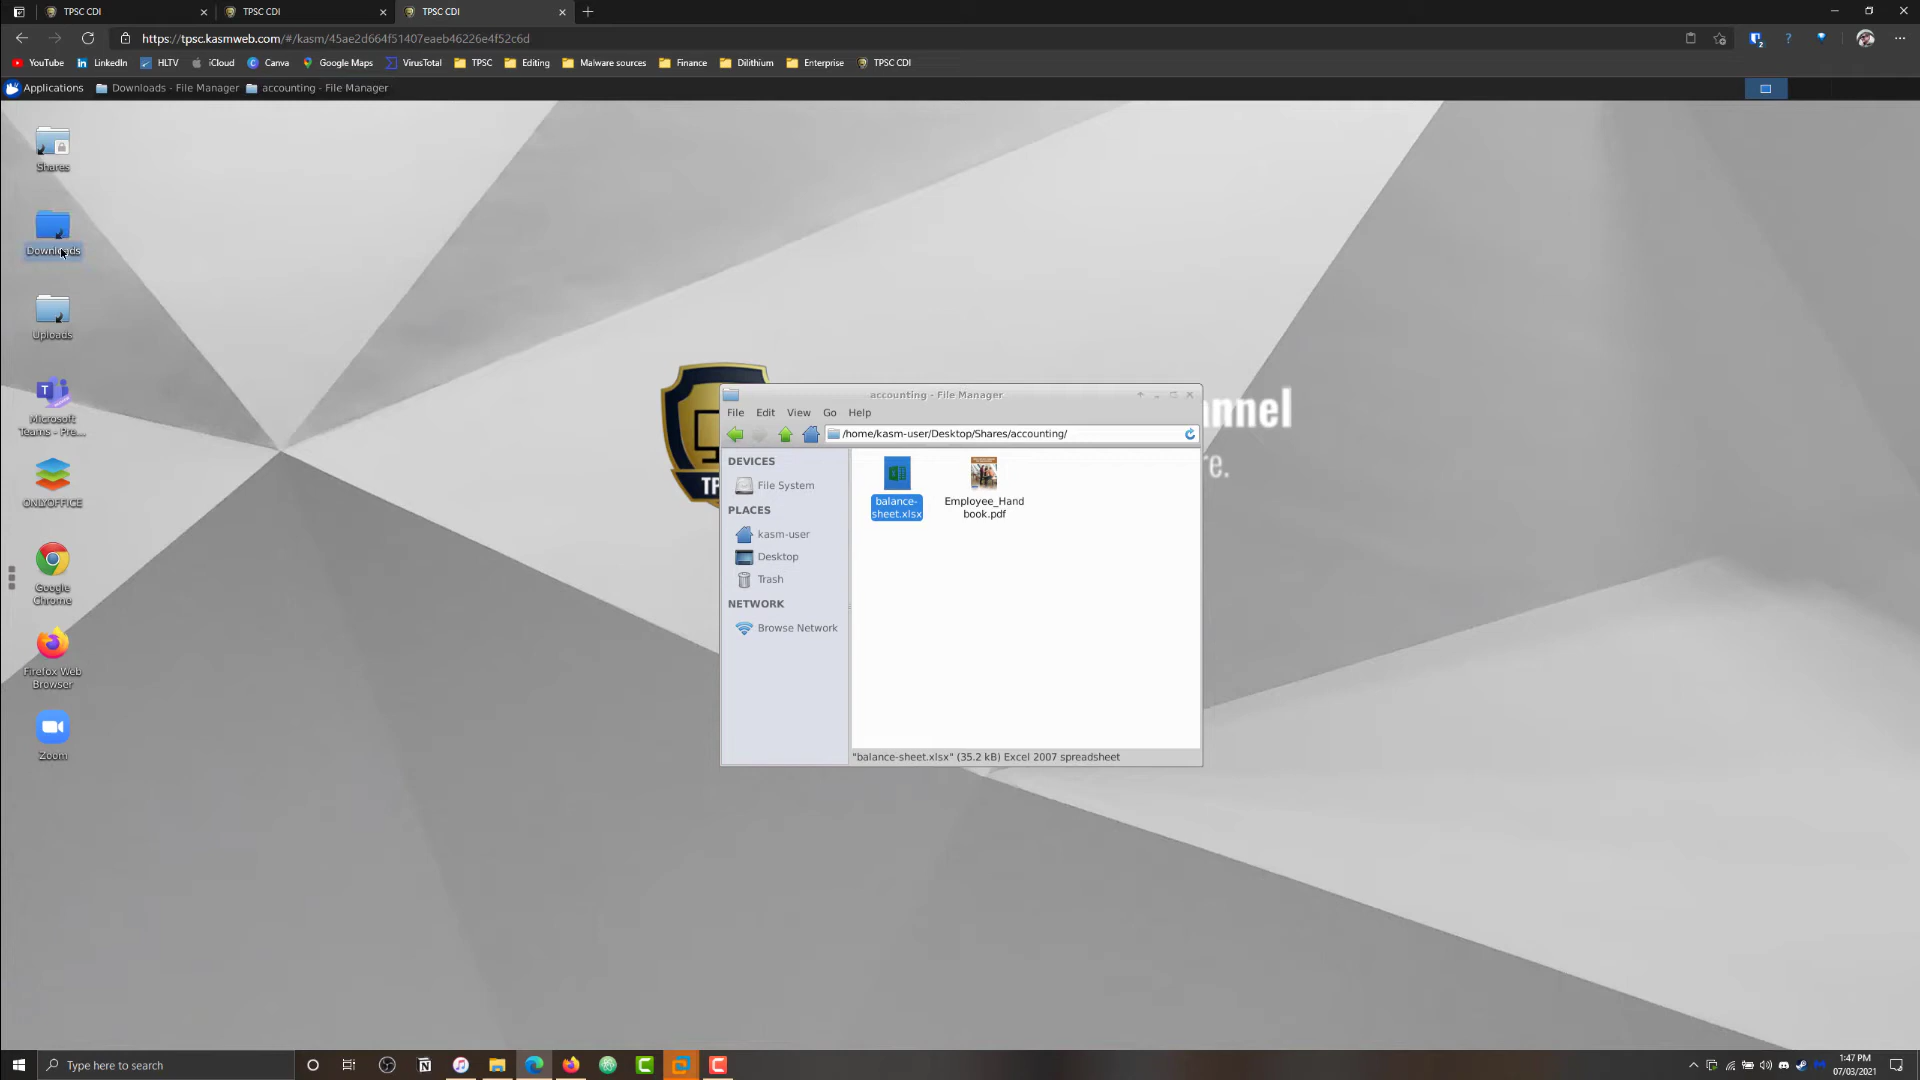 TPSC CDI
TPSC CDI
TPSC CDI
https://tpsc.kasmweb.com/#/kasm/45ae2d664f51407eaeb46226e4f52c6d
YouTube LinkedIn HLTV iCloud Canva Google Maps VirusTotal TPSC Editing Malware sources Finance Dilithium Enterprise TPSC CDI
Applications Downloads - File Manager accounting - File Manager
Shares
Downloads
Uploads
Microsoft
Teams - Pre...
ONLYOFFICE
Google
Chrome
Firefox Web
Browser
Zoom
TP
nnel
re.
accounting - File Manager
File Edit View Go Help
/home/kasm-user/Desktop/Shares/accounting/
DEVICES
File System
PLACES
kasm-user
Desktop
Trash
NETWORK
Browse Network
balance-
sheet.xlsx
Employee_Hand
book.pdf
"balance-sheet.xlsx" (35.2 kB) Excel 2007 spreadsheet
Type here to search
1:47 PM
07/03/2021